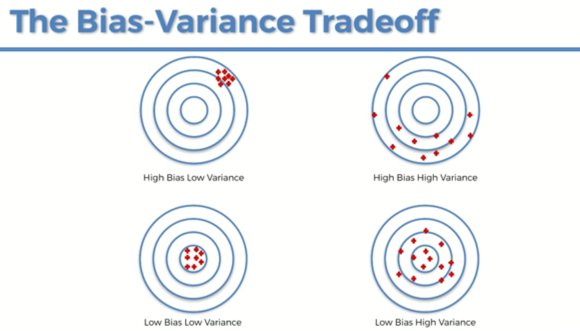 The Bias-Variance Tradeoff
High Bias Low Variance
High Bias High Variance
Low Bias Low Variance
Low Bias High Variance